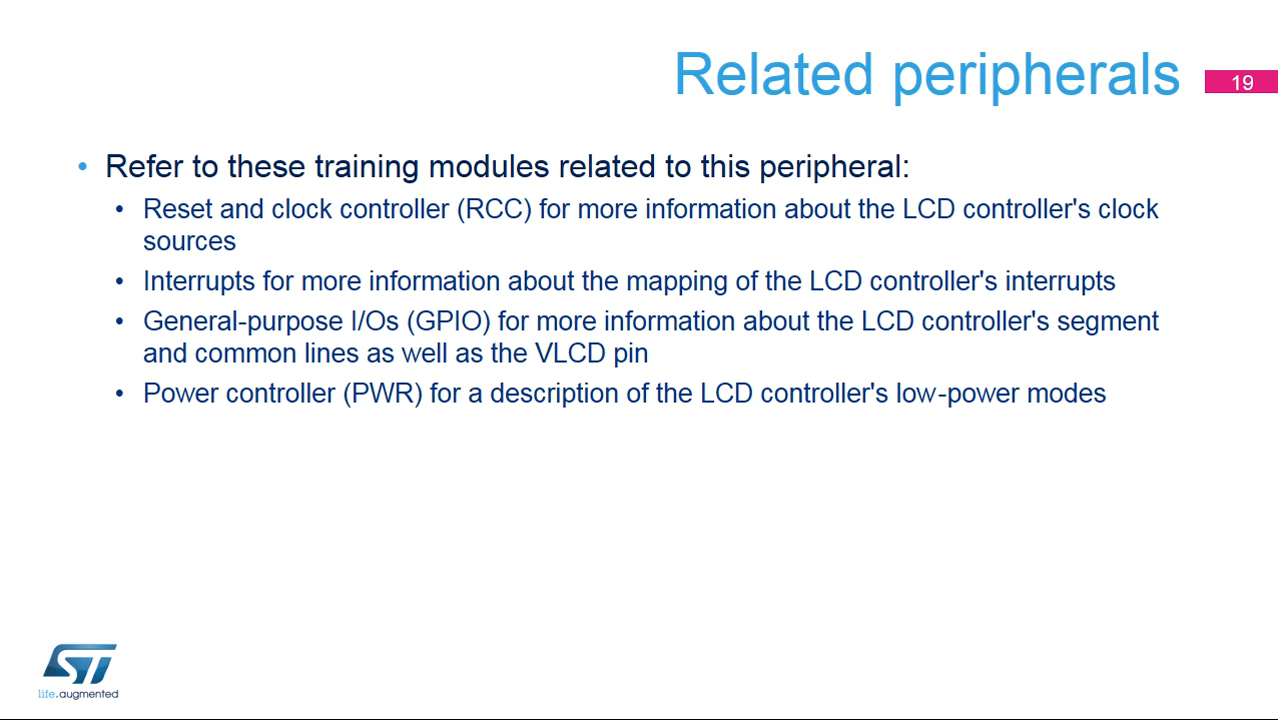 Related peripherals
19
• Refer to these training modules related to this peripheral:
• Reset and clock controller (RCC) for more information about the LCD controller's clock
sources
• Interrupts for more information about the mapping of the LCD controller's interrupts
• General-purpose I/Os (GPIO) for more information about the LCD controller's segment
and common lines as well as the VLCD pin
• Power controller (PWR) for a description of the LCD controller's low-power modes
ST
life.augmented